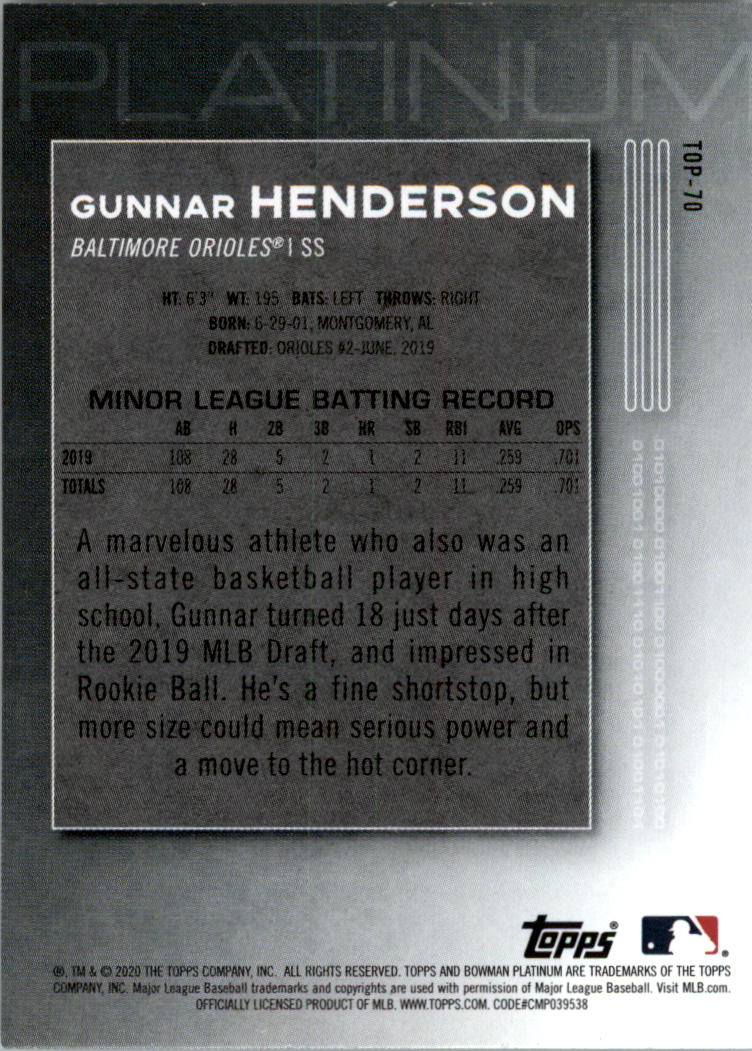 PLATINUM
TOP-70
GUNNAR HENDERSON
BALTIMORE ORIOLES® | SS
HT: 6'3" WT: 195 BATS: LEFT THROWS: RIGHT
BORN: 6-29-01, MONTGOMERY, AL
DRAFTED: ORIOLES #2-JUNE, 2019
MINOR LEAGUE BATTING RECORD
AB H 2B 3B HR SB RBI AVG OPS
2019 108 28 5 2 1 2 11 .259 .701
TOTALS 108 28 5 2 1 2 11 .259 .701
A marvelous athlete who also was an
all-state basketball player in high
school, Gunnar turned 18 just days after
the 2019 MLB Draft, and impressed in
Rookie Ball. He's a fine shortstop, but
more size could mean serious power and
a move to the hot corner.
topps®
®, TM & © 2020 THE TOPPS COMPANY, INC. ALL RIGHTS RESERVED. TOPPS AND BOWMAN PLATINUM ARE TRADEMARKS OF THE TOPPS
COMPANY, INC. Major League Baseball trademarks and copyrights are used with permission of Major League Baseball. Visit MLB.com.
OFFICIALLY LICENSED PRODUCT OF MLB. WWW.TOPPS.COM. CODE#CMP039538